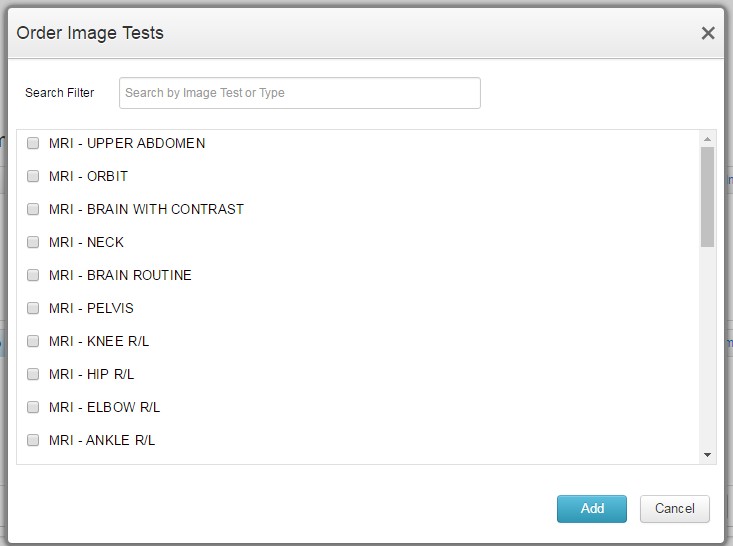 Order Image Tests
Search Filter
Search by Image Test or Type
MRI - UPPER ABDOMEN
MRI - ORBIT
MRI - BRAIN WITH CONTRAST
MRI - NECK
MRI - BRAIN ROUTINE
MRI - PELVIS
MRI - KNEE R/L
MRI - HIP R/L
MRI - ELBOW R/L
MRI - ANKLE R/L
Add Cancel